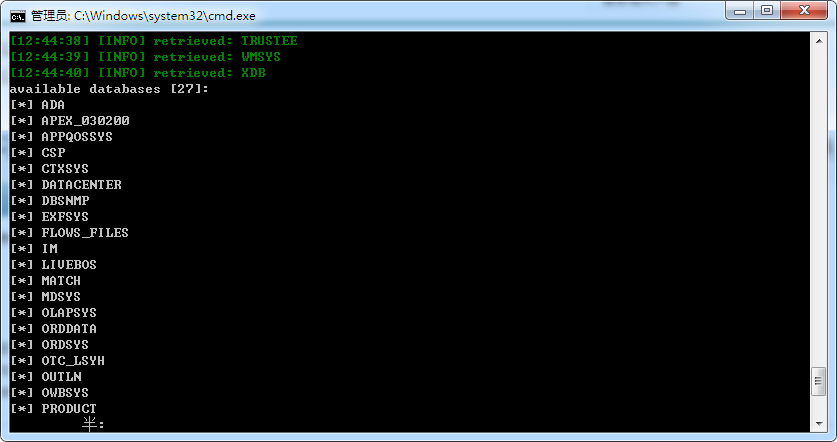 管理员: C:\Windows\system32\cmd.exe
[12:44:38] [INFO] retrieved: TRUSTEE
[12:44:39] [INFO] retrieved: WMSYS
[12:44:40] [INFO] retrieved: XDB
available databases [27]:
[*] ADA
[*] APEX_030200
[*] APPQOSSYS
[*] CSP
[*] CTXSYS
[*] DATACENTER
[*] DBSNMP
[*] EXFSYS
[*] FLOWS_FILES
[*] IM
[*] LIVEBOS
[*] MATCH
[*] MDSYS
[*] OLAPSYS
[*] ORDDATA
[*] ORDSYS
[*] OTC_LSYH
[*] OUTLN
[*] OWBSYS
[*] PRODUCT
半: